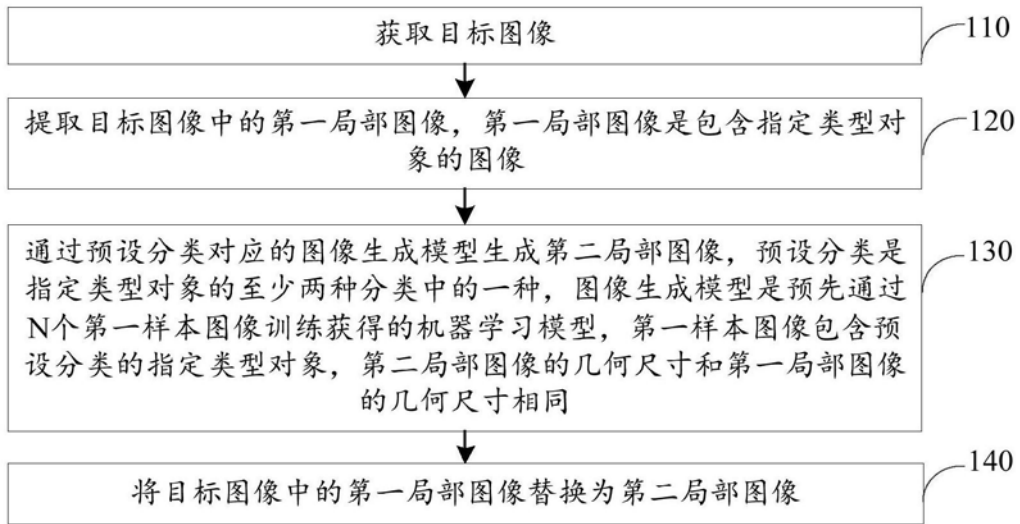 获取目标图像
110
提取目标图像中的第一局部图像，第一局部图像是包含指定类型对
象的图像
120
通过预设分类对应的图像生成模型生成第二局部图像，预设分类是
指定类型对象的至少两种分类中的一种，图像生成模型是预先通过
N个第一样本图像训练获得的机器学习模型，第一样本图像包含预
设分类的指定类型对象，第二局部图像的几何尺寸和第一局部图像
的几何尺寸相同
130
将目标图像中的第一局部图像替换为第二局部图像
140